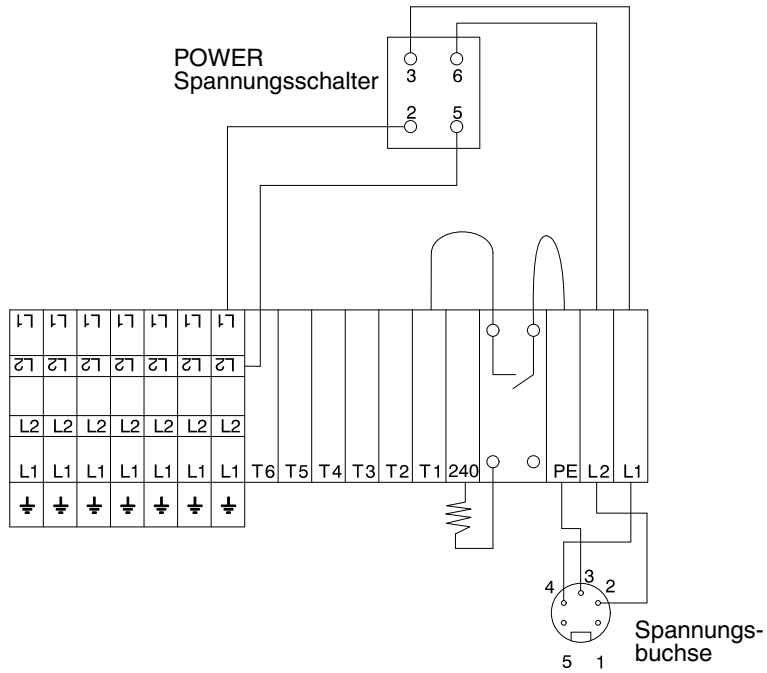 POWER
Spannungsschalter
3 6
2 5
L1 L1 L1 L1 L1 L1 L1
L2 L2 L2 L2 L2 L2 L2
L2 L2 L2 L2 L2 L2 L2
L1 L1 L1 L1 L1 L1 L1 T6 T5 T4 T3 T2 T1 240 PE L2 L1
4 3 2
5 1
Spannungs-
buchse